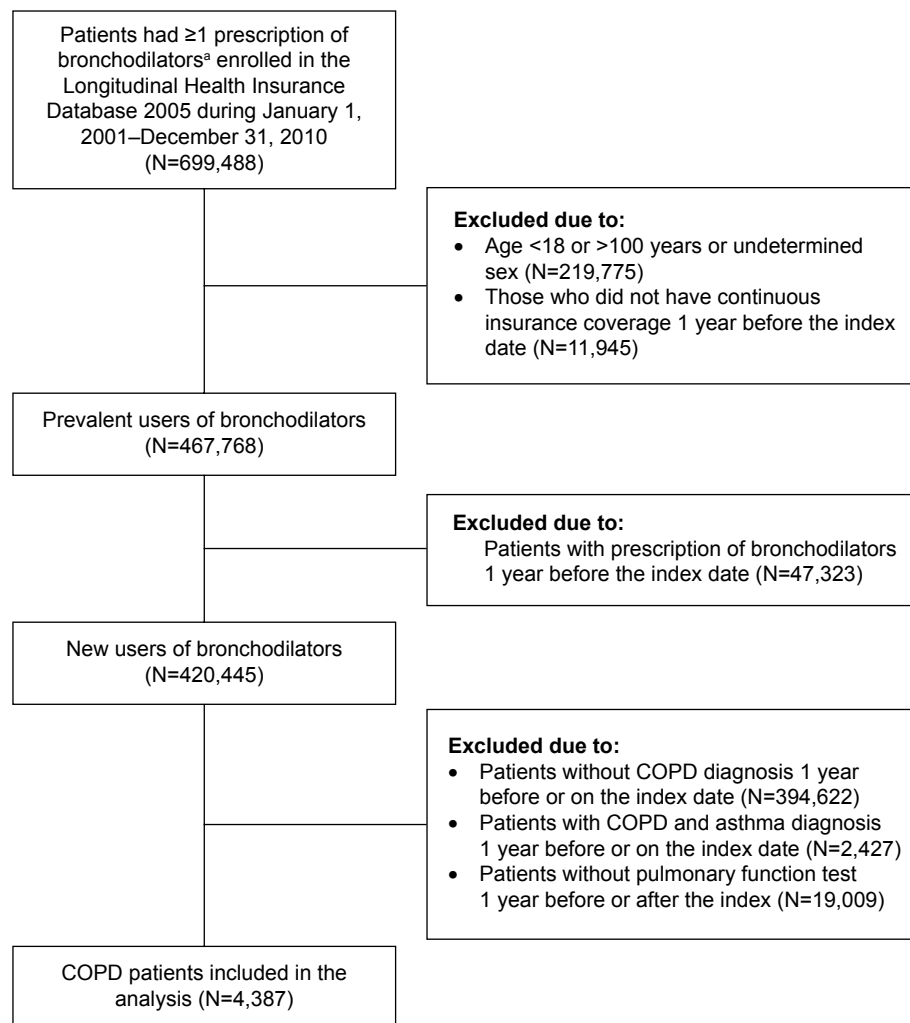 Patients had ≥1 prescription of
bronchodilatorsᵃ enrolled in the
Longitudinal Health Insurance
Database 2005 during January 1,
2001–December 31, 2010
(N=699,488)
Excluded due to:
• Age <18 or >100 years or undetermined
sex (N=219,775)
• Those who did not have continuous
insurance coverage 1 year before the index
date (N=11,945)
Prevalent users of bronchodilators
(N=467,768)
Excluded due to:
Patients with prescription of bronchodilators
1 year before the index date (N=47,323)
New users of bronchodilators
(N=420,445)
Excluded due to:
• Patients without COPD diagnosis 1 year
before or on the index date (N=394,622)
• Patients with COPD and asthma diagnosis
1 year before or on the index date (N=2,427)
• Patients without pulmonary function test
1 year before or after the index (N=19,009)
COPD patients included in the
analysis (N=4,387)